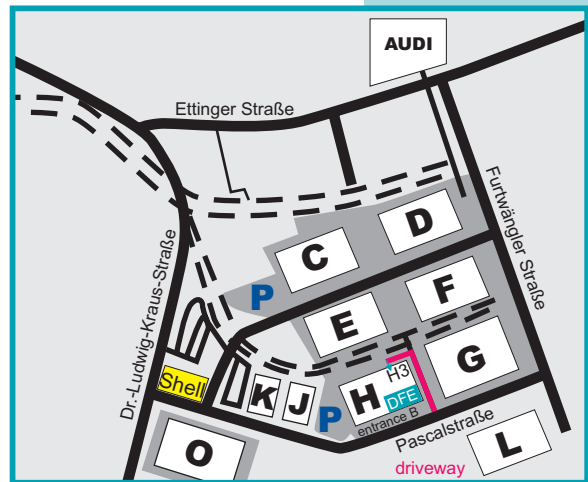 AUDI
Ettinger Straße
Furtwängler Straße
D
C
Dr.-Ludwig-Kraus-Straße
P
F
E
G
H3
Shell
K
J
H
DFE
P
entrance B
Pascalstraße
O
L
driveway